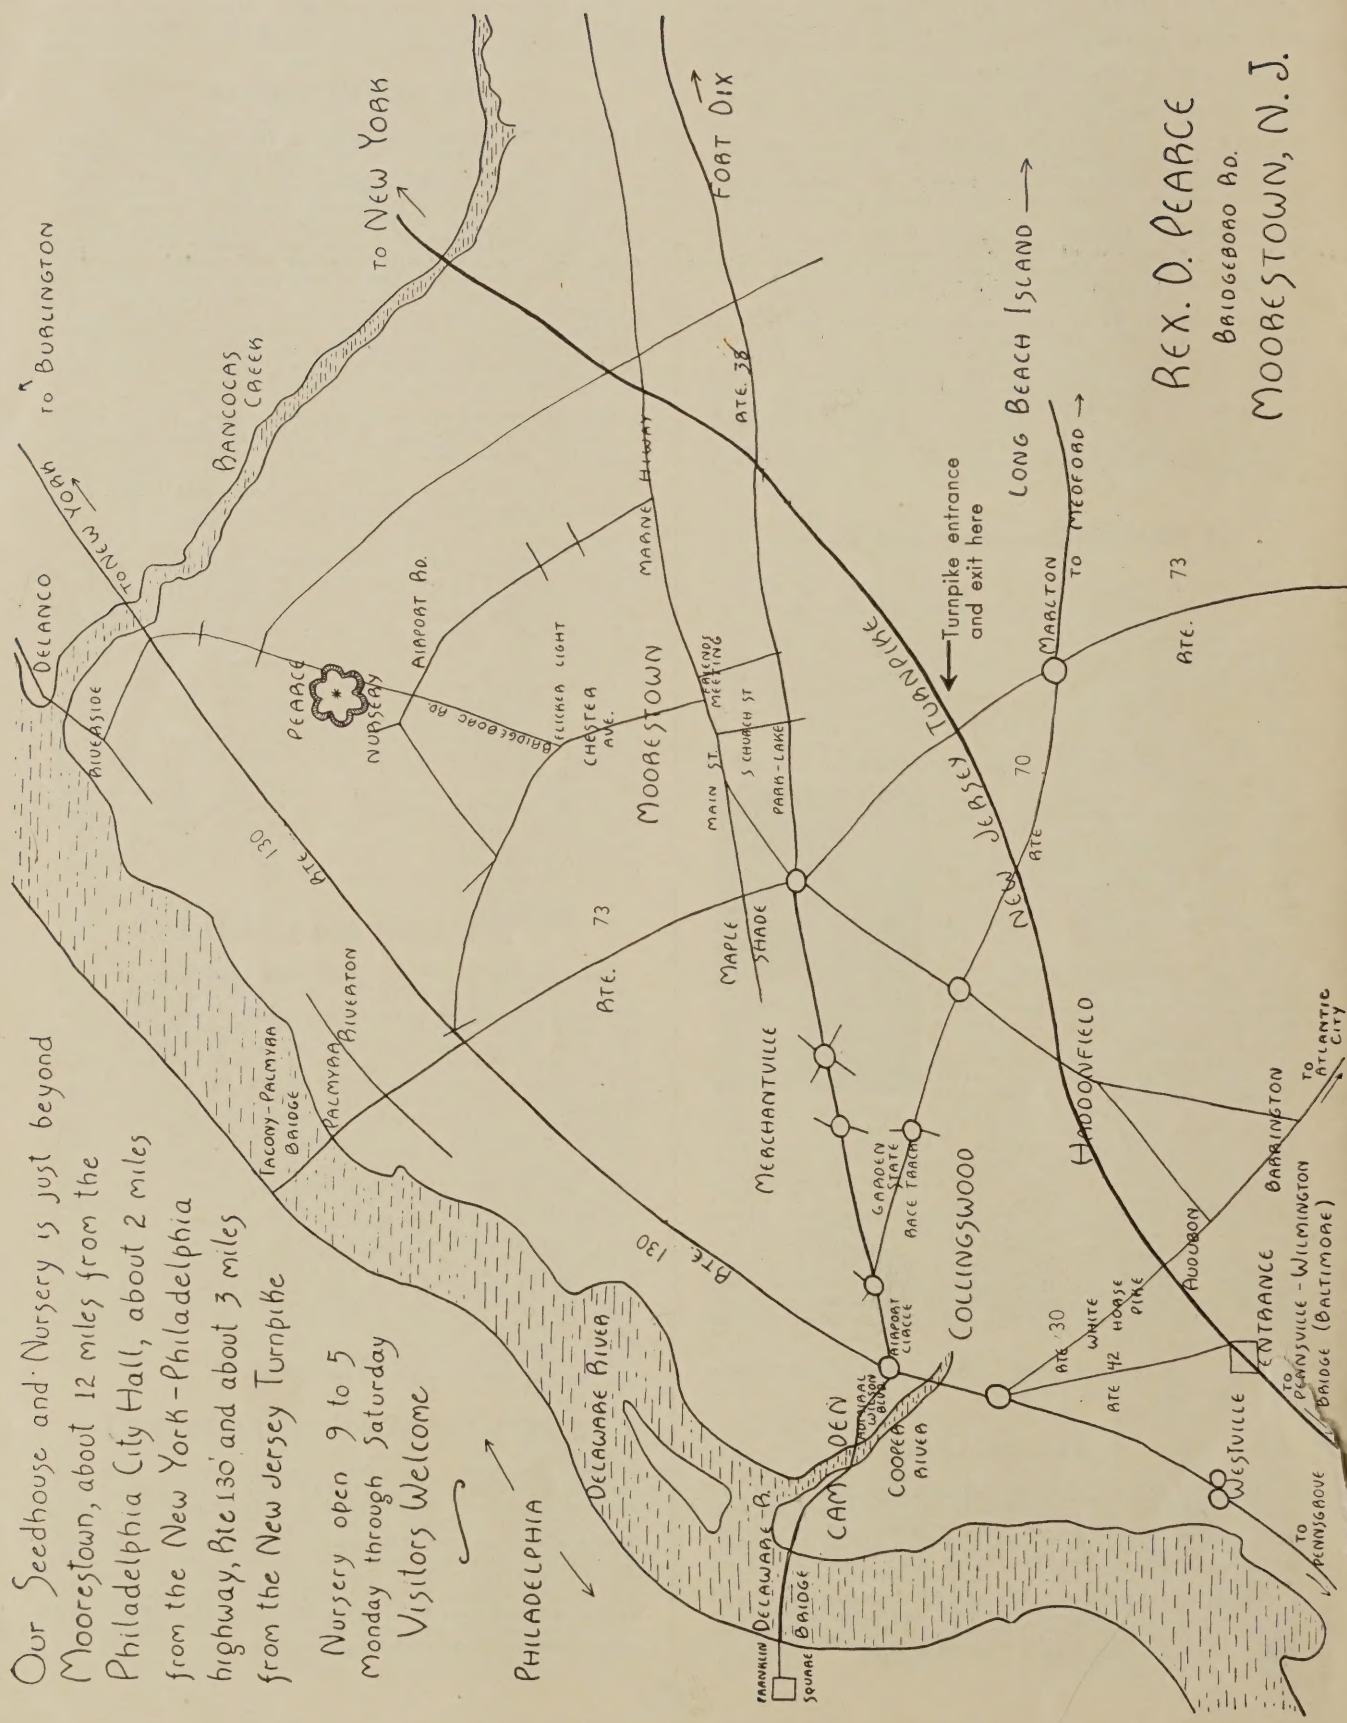 Our Seedhouse and Nursery is just beyond
Moorestown, about 12 miles from the
Philadelphia City Hall, about 2 miles
from the New York-Philadelphia
highway, Rte 130 and about 3 miles
from the New Jersey Turnpike
Nursery open 9 to 5
Monday through Saturday
Visitors Welcome
PHILADELPHIA
TACONY-PALMYRA
BRIDGE
PALMYRA
RIVERTON
DELAWARE RIVER
RTE. 130
RTE. 130
RIVERSIDE
DELANCO
TO NEW YORK
TO BURLINGTON
RANCOCAS
CREEK
TO NEW YORK
PEARCE
NURSERY
AIRPORT RD.
BRIDGEBORO RD.
FLICKER LIGHT
CHESTER
AVE.
MOORESTOWN
RTE. 73
MARNE HIWAY
FRIENDS
MEETING
MAIN ST.
S CHURCH ST
PARK-LAKE
RTE. 38
FORT DIX
MAPLE
SHADE
MERCHANTVILLE
GARDEN
STATE
RACE TRACK
FRANKLIN
SQUARE
DELAWARE R.
BRIDGE
CAMDEN
ADMIRAL
WILSON
BLVD
AIRPORT
CIRCLE
COOPER
RIVER
COLLINGSWOOD
NEW JERSEY TURNPIKE
Turnpike entrance
and exit here
RTE 70
MARLTON
TO MEDFORD
LONG BEACH ISLAND
RTE. 73
HADDONFIELD
RTE 30
WHITE
HORSE
PIKE
RTE 42
AUDUBON
BARRINGTON
TO
ATLANTIC
CITY
WESTVILLE
ENTRANCE
TO
PENNSVILLE-WILMINGTON
BRIDGE (BALTIMORE)
TO
PENNSGROVE
REX. D. PEARCE
BRIDGEBORO RD.
MOORESTOWN, N.J.